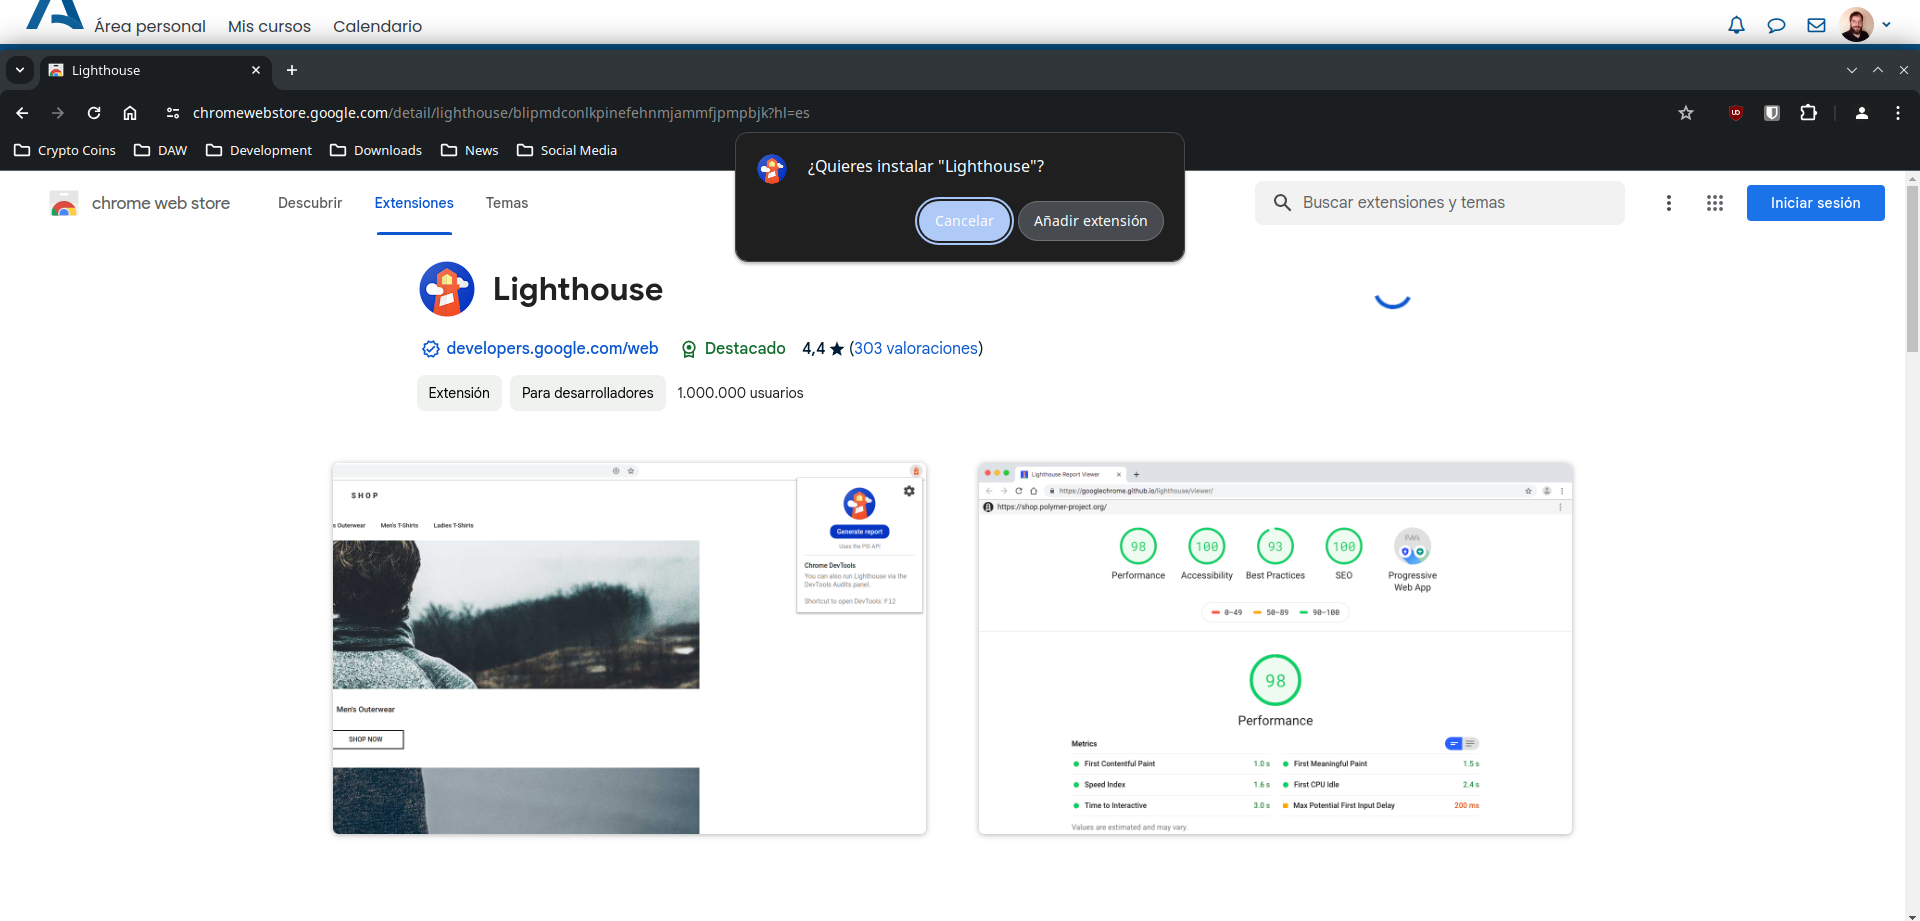 Área personal Mis cursos Calendario
Lighthouse
chromewebstore.google.com/detail/lighthouse/blipmdconlkpinefehnmjammfjpmpbjk?hl=es
Crypto Coins DAW Development Downloads News Social Media
¿Quieres instalar "Lighthouse"?
Cancelar Añadir extensión
chrome web store Descubrir Extensiones Temas Buscar extensiones y temas Iniciar sesión
Lighthouse
developers.google.com/web Destacado 4,4 ★ (303 valoraciones)
Extensión Para desarrolladores 1.000.000 usuarios
SHOP
s Outerwear Men's T-Shirts Ladies T-Shirts
Generate report
Uses the PSI API
Chrome DevTools
You can also run Lighthouse via the
DevTools Audits panel.
Shortcut to open DevTools: F12
Men's Outerwear
SHOP NOW
Lighthouse Report Viewer
https://googlechrome.github.io/lighthouse/viewer/
https://shop.polymer-project.org/
98 100 93 100 PWA
Performance Accessibility Best Practices SEO Progressive
Web App
0–49 50–89 90–100
98
Performance
Metrics
First Contentful Paint 1.0 s First Meaningful Paint 1.5 s
Speed Index 1.6 s First CPU Idle 2.4 s
Time to Interactive 3.0 s Max Potential First Input Delay 200 ms
Values are estimated and may vary.